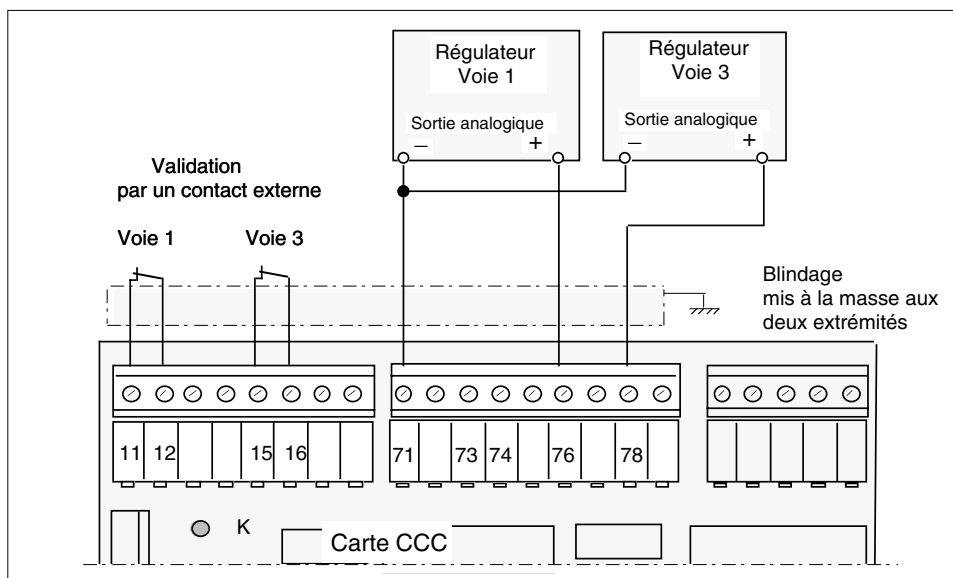 Régulateur
Voie 1
Régulateur
Voie 3
Sortie analogique
– +
Sortie analogique
– +
Validation
par un contact externe
Voie 1 Voie 3
Blindage
mis à la masse aux
deux extrémités
11 12 15 16 71 73 74 76 78
K
Carte CCC